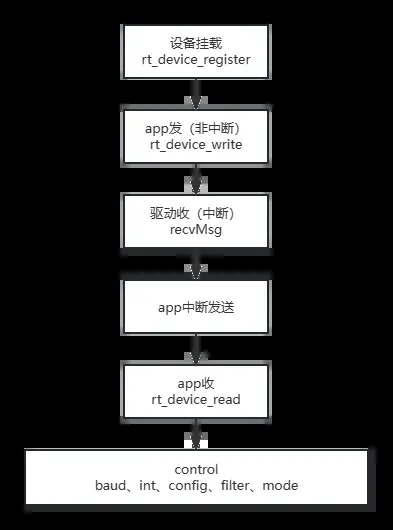 设备挂载
rt_device_register
app发（非中断）
rt_device_write
驱动收（中断）
recvMsg
app中断发送
app收
rt_device_read
control
baud、int、config、filter、mode